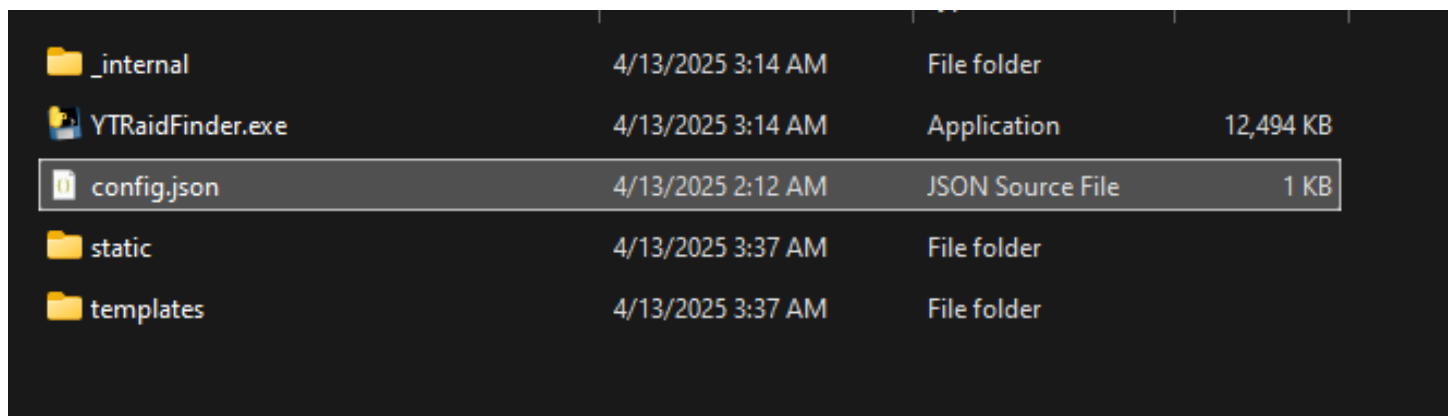 _internal 4/13/2025 3:14 AM File folder
YTRaidFinder.exe 4/13/2025 3:14 AM Application 12,494 KB
config.json 4/13/2025 2:12 AM JSON Source File 1 KB
static 4/13/2025 3:37 AM File folder
templates 4/13/2025 3:37 AM File folder